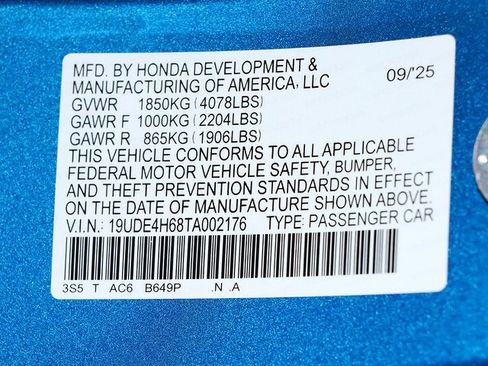 MFD. BY HONDA DEVELOPMENT &
MANUFACTURING OF AMERICA, LLC 09/'25
GVWR 1850KG (4078LBS)
GAWR F 1000KG (2204LBS)
GAWR R 865KG (1906LBS)
THIS VEHICLE CONFORMS TO ALL APPLICABLE
FEDERAL MOTOR VEHICLE SAFETY, BUMPER,
AND THEFT PREVENTION STANDARDS IN EFFECT
ON THE DATE OF MANUFACTURE SHOWN ABOVE.
V.I.N.: 19UDE4H68TA002176 TYPE: PASSENGER CAR
3S5 T AC6 B649P .N .A